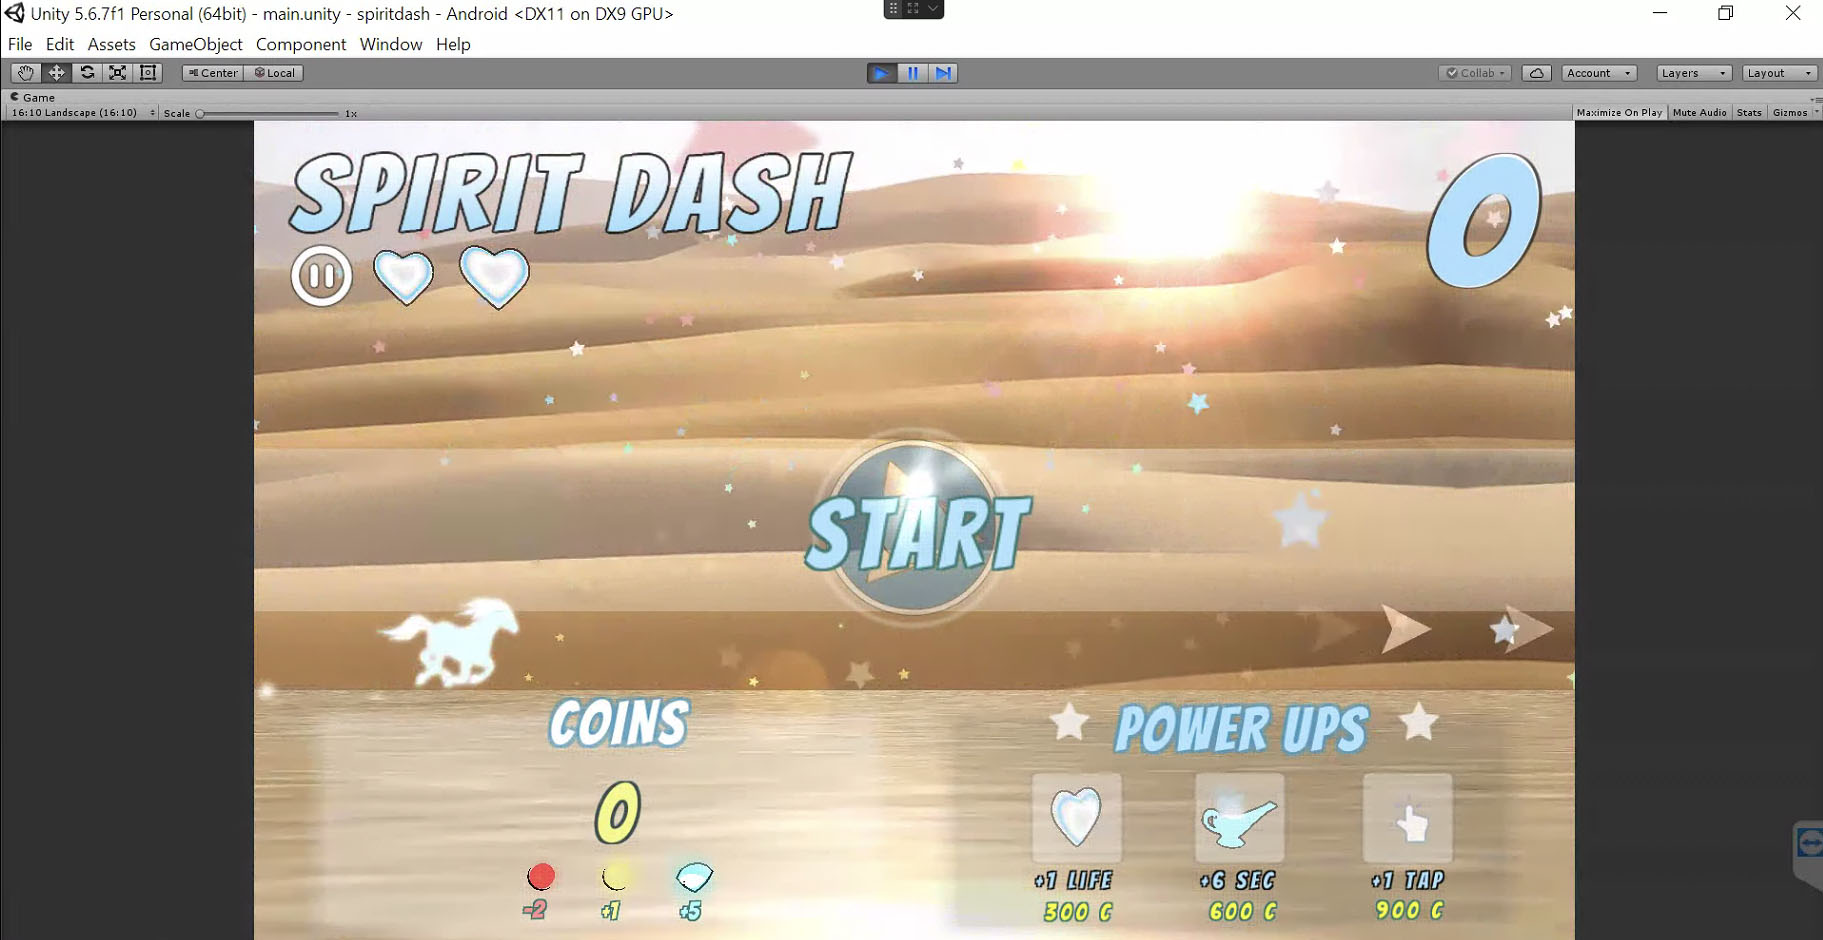 Unity 5.6.7f1 Personal (64bit) - main.unity - spiritdash - Android <DX11 on DX9 GPU>
File Edit Assets GameObject Component Window Help
Center Local Collab Account Layers Layout
Game
16:10 Landscape (16:10) Scale 1x Maximize On Play Mute Audio Stats Gizmos
SPIRIT DASH
0
START
COINS
POWER UPS
0
-2 +1 +5
+1 LIFE +6 SEC +1 TAP
300 C 600 C 900 C